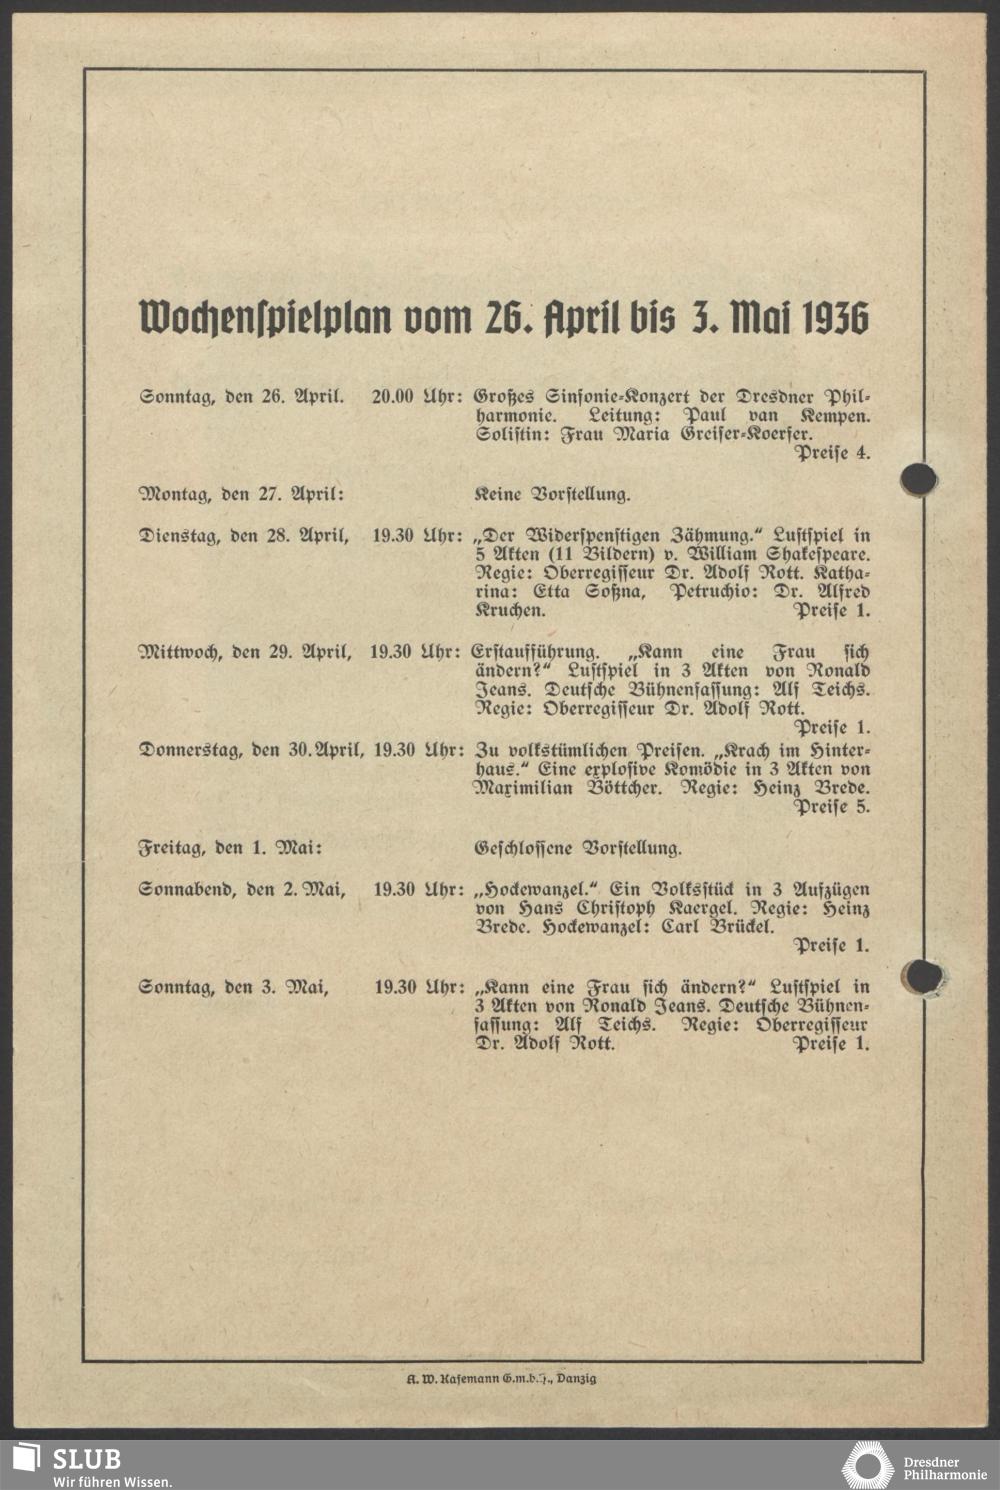 Wochenspielplan vom 26. April bis 3. Mai 1936
Sonntag, den 26. April. 20.00 Uhr: Großes Sinfonie-Konzert der Dresdner Phil-
harmonie. Leitung: Paul van Kempen.
Solistin: Frau Maria Greiser-Koerfer.
Preise 4.
Montag, den 27. April: Keine Vorstellung.
Dienstag, den 28. April, 19.30 Uhr: „Der Widerspenstigen Zähmung.“ Lustspiel in
5 Akten (11 Bildern) v. William Shakespeare.
Regie: Oberregisseur Dr. Adolf Rott. Katha-
rina: Etta Soßna, Petruchio: Dr. Alfred
Kruchen. Preise 1.
Mittwoch, den 29. April, 19.30 Uhr: Erstaufführung. „Kann eine Frau sich
ändern?“ Lustspiel in 3 Akten von Ronald
Jeans. Deutsche Bühnenfassung: Alf Teichs.
Regie: Oberregisseur Dr. Adolf Rott.
Preise 1.
Donnerstag, den 30. April, 19.30 Uhr: Zu volkstümlichen Preisen. „Krach im Hinter-
haus.“ Eine explosive Komödie in 3 Akten von
Maximilian Böttcher. Regie: Heinz Brede.
Preise 5.
Freitag, den 1. Mai: Geschlossene Vorstellung.
Sonnabend, den 2. Mai, 19.30 Uhr: „Hockewanzel.“ Ein Volksstück in 3 Aufzügen
von Hans Christoph Kaergel. Regie: Heinz
Brede. Hockewanzel: Carl Brückel.
Preise 1.
Sonntag, den 3. Mai, 19.30 Uhr: „Kann eine Frau sich ändern?“ Lustspiel in
3 Akten von Ronald Jeans. Deutsche Bühnen-
fassung: Alf Teichs. Regie: Oberregisseur
Dr. Adolf Rott. Preise 1.
A. W. Kafemann G.m.b.H., Danzig
SLUB
Wir führen Wissen.
Dresdner
Philharmonie